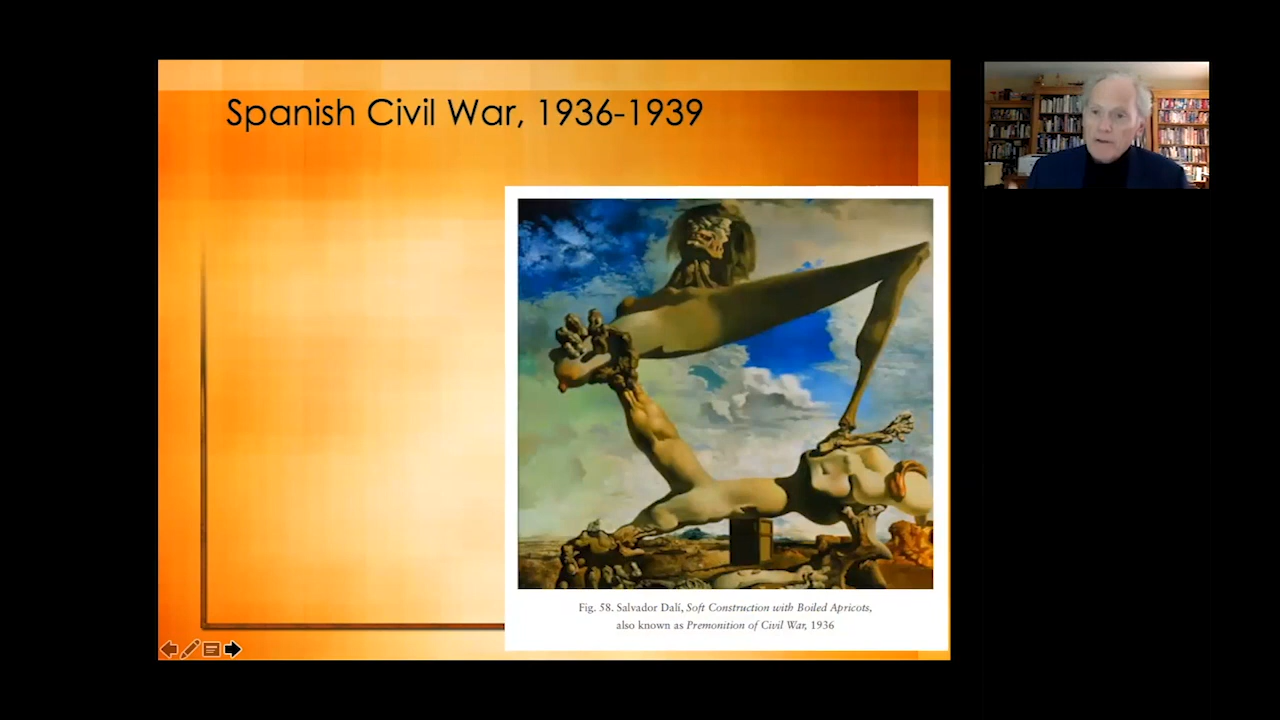 Spanish Civil War, 1936-1939
Fig. 58. Salvador Dalí, Soft Construction with Boiled Apricots,
also known as Premonition of Civil War, 1936